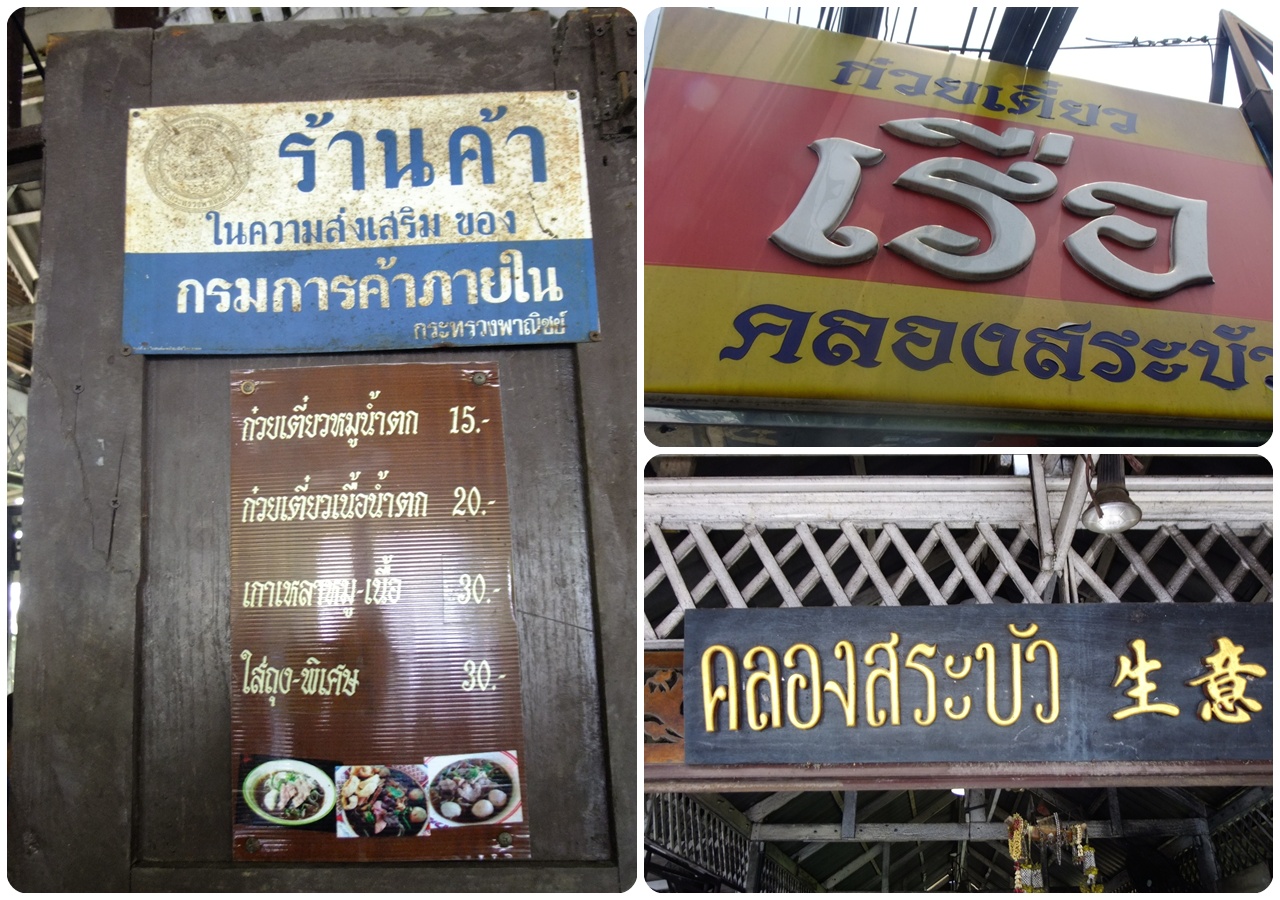 ร้านค้า
ในความส่งเสริม ของ
กรมการค้าภายใน
กระทรวงพาณิชย์
ก๋วยเตี๋ยวหมูน้ำตก 15.-
ก๋วยเตี๋ยวเนื้อน้ำตก 20.-
เกาเหลาหมู-เนื้อ 30.-
ใส่ถุง-พิเศษ 30.-
ก๋วยเตี๋ยว
เรือ
คลองสระบัว
คลองสระบัว 生意